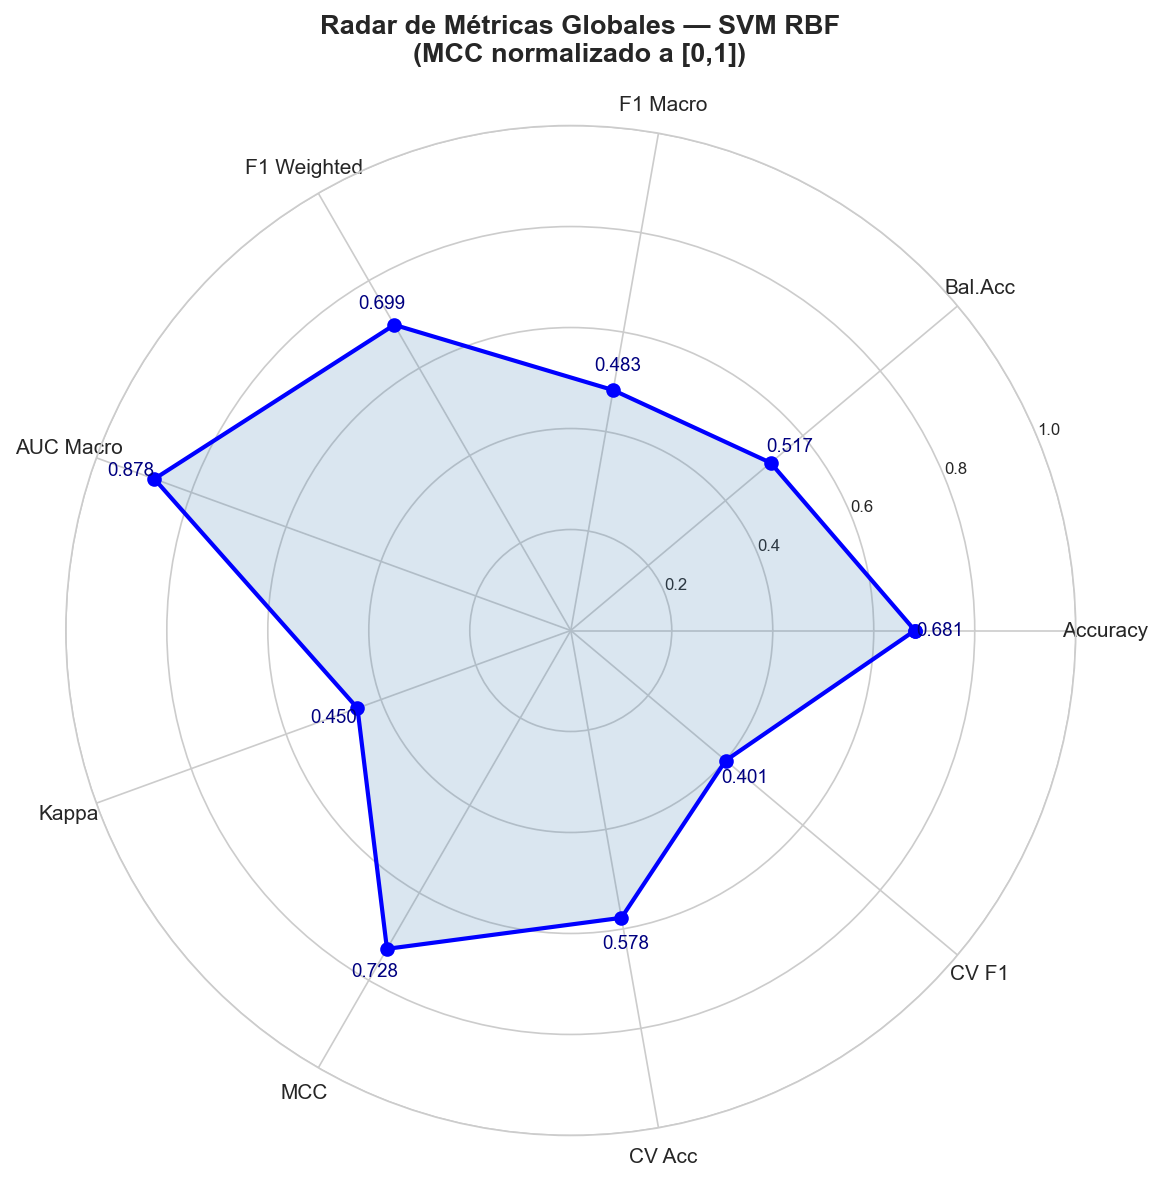 Radar de Métricas Globales — SVM RBF
(MCC normalizado a [0,1])
F1 Macro
F1 Weighted
Bal.Acc
0.699
0.483
1.0
AUC Macro
0.517
0.878
0.8
0.6
0.4
0.2
0.681
Accuracy
0.450
0.401
Kappa
0.728
0.578
CV F1
MCC
CV Acc